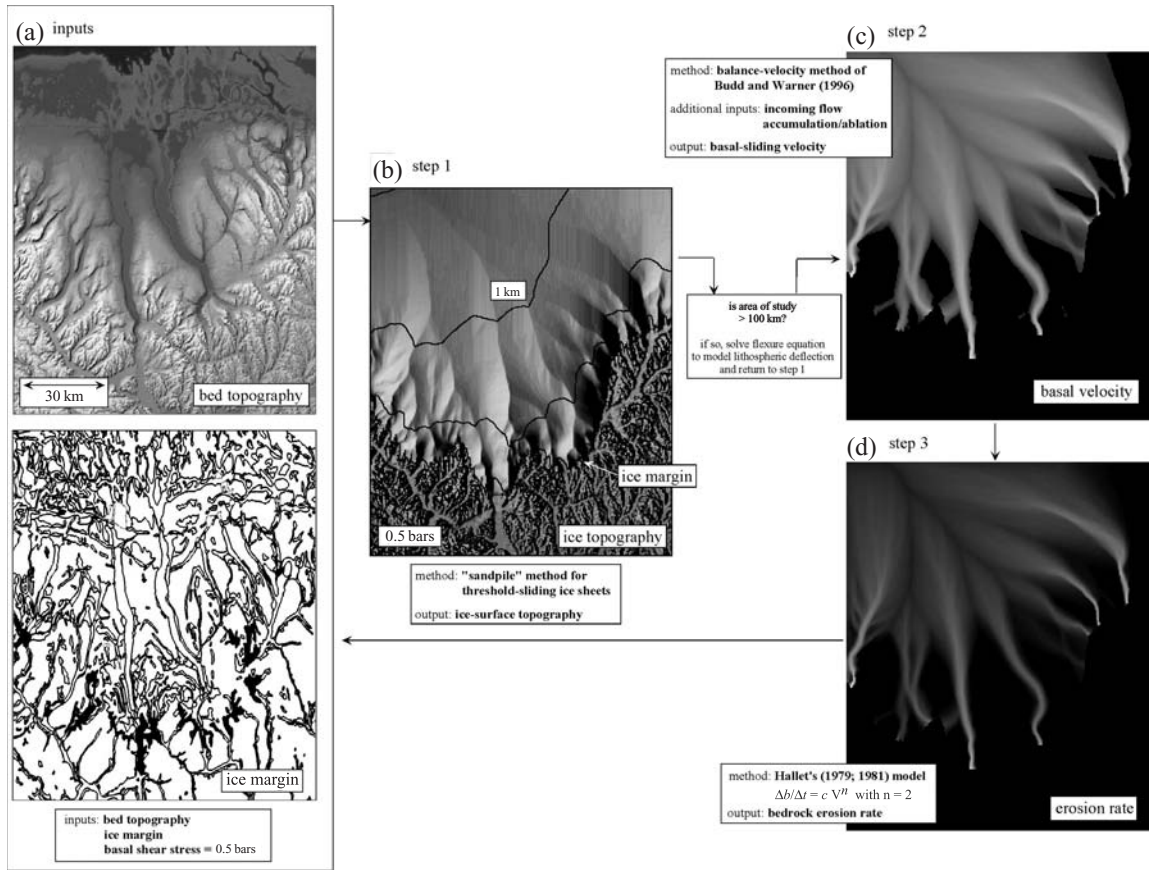 (a) inputs
30 km
bed topography
ice margin
inputs: bed topography
ice margin
basal shear stress = 0.5 bars
(b) step 1
1 km
ice margin
0.5 bars
ice topography
method: "sandpile" method for
threshold-sliding ice sheets
output: ice-surface topography
is area of study
> 100 km?
if so, solve flexure equation
to model lithospheric deflection
and return to step 1
(c) step 2
method: balance-velocity method of
Budd and Warner (1996)
additional inputs: incoming flow
accumulation/ablation
output: basal-sliding velocity
basal velocity
(d) step 3
method: Hallet's (1979; 1981) model
Δb/Δt = c Vⁿ with n = 2
output: bedrock erosion rate
erosion rate